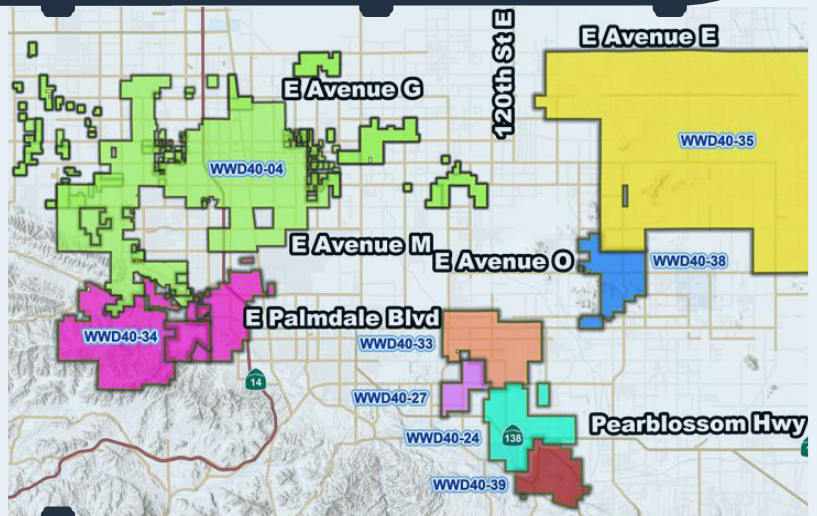 E Avenue E
120th St E
E Avenue G
WWD40-35
WWD40-04
E Avenue M
E Avenue O
WWD40-38
E Palmdale Blvd
WWD40-34
WWD40-33
14
WWD40-27
Pearblossom Hwy
WWD40-24
138
WWD40-39